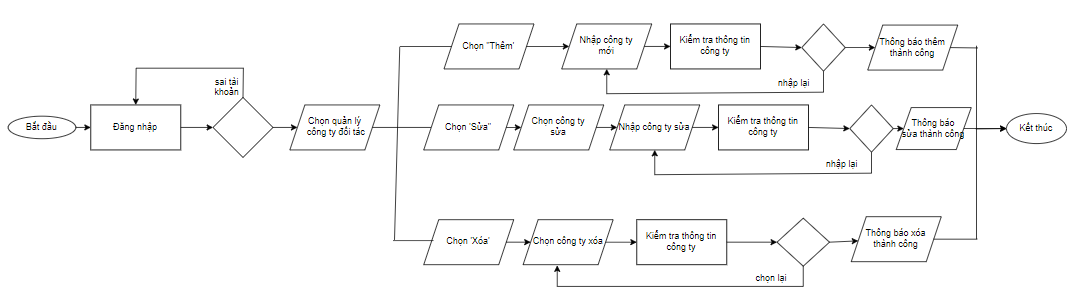 Bắt đầu
Đăng nhập
sai tài
khoản
Chọn quản lý
công ty đối tác
Chọn "Thêm'
Nhập công ty
mới
Kiểm tra thông tin
công ty
nhập lại
Thông báo thêm
thành công
Chọn "Sửa"
Chọn công ty
sửa
Nhập công ty sửa
Kiểm tra thông tin
công ty
nhập lại
Thông báo
sửa thành công
Chọn 'Xóa'
Chọn công ty xóa
Kiểm tra thông tin
công ty
chọn lại
Thông báo xóa
thành công
Kết thúc